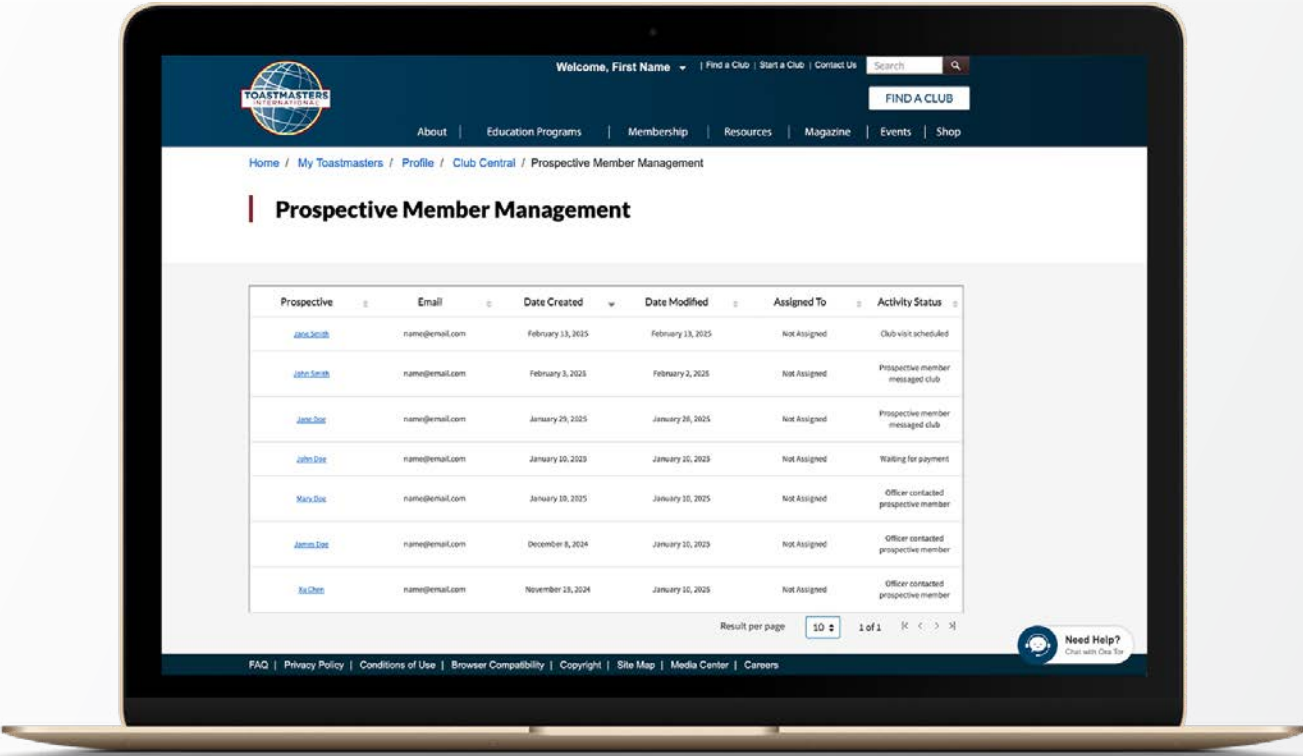 Welcome, First Name | Find a Club | Start a Club | Contact Us Search
TOASTMASTERS
INTERNATIONAL
FIND A CLUB
About | Education Programs | Membership | Resources | Magazine | Events | Shop
Home / My Toastmasters / Profile / Club Central / Prospective Member Management
Prospective Member Management
Prospective Email Date Created Date Modified Assigned To Activity Status
Jane Smith name@email.com February 13, 2025 February 13, 2025 Not Assigned Club visit scheduled
John Smith name@email.com February 3, 2025 February 2, 2025 Not Assigned Prospective member
messaged club
Jane Doe name@email.com January 29, 2025 January 28, 2025 Not Assigned Prospective member
messaged club
John Doe name@email.com January 10, 2025 January 10, 2025 Not Assigned Waiting for payment
Mary Doe name@email.com January 10, 2025 January 10, 2025 Not Assigned Officer contacted
prospective member
James Doe name@email.com December 8, 2024 January 10, 2025 Not Assigned Officer contacted
prospective member
Xu Chen name@email.com November 19, 2024 January 10, 2025 Not Assigned Officer contacted
prospective member
Result per page 10 1 of 1
Need Help?
Chat with
FAQ | Privacy Policy | Conditions of Use | Browser Compatibility | Copyright | Site Map | Media Center | Careers